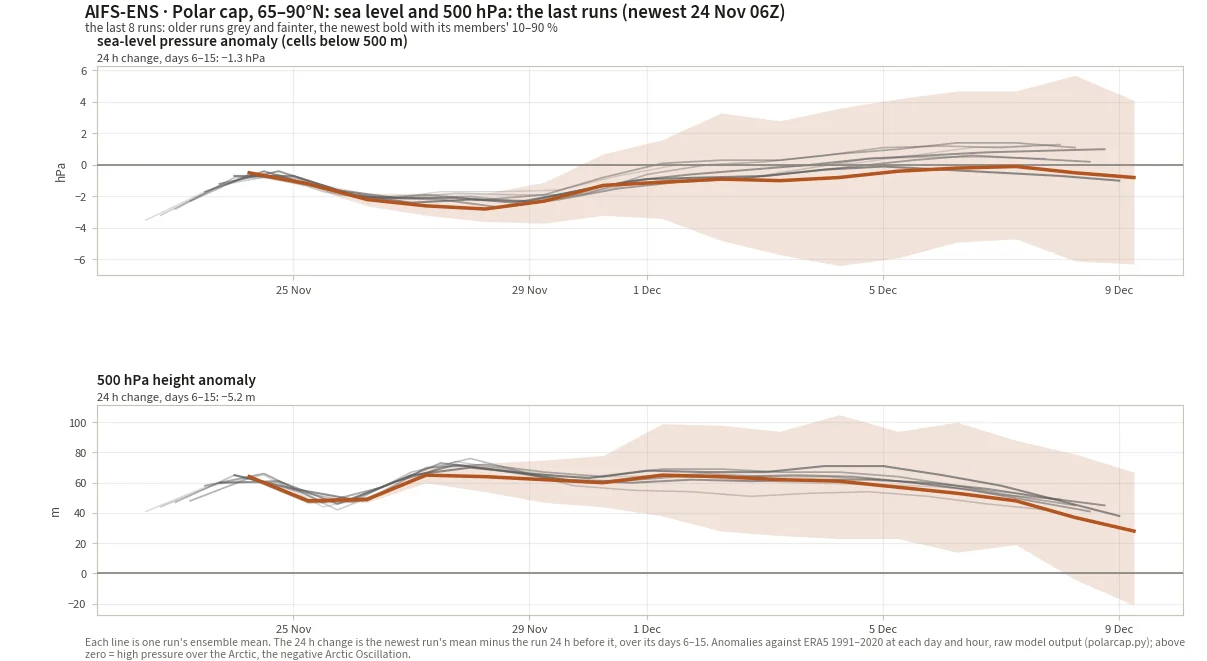 AIFS-ENS · Polar cap, 65–90°N: sea level and 500 hPa: the last runs (newest 24 Nov 06Z)
the last 8 runs: older runs grey and fainter, the newest bold with its members' 10–90 %
sea-level pressure anomaly (cells below 500 m)
24 h change, days 6–15: −1.3 hPa
6
4
2
0
−2
−4
−6
hPa
25 Nov
29 Nov
1 Dec
5 Dec
9 Dec
500 hPa height anomaly
24 h change, days 6–15: −5.2 m
100
80
60
40
20
0
−20
m
25 Nov
29 Nov
1 Dec
5 Dec
9 Dec
Each line is one run's ensemble mean. The 24 h change is the newest run's mean minus the run 24 h before it, over its days 6–15. Anomalies against ERA5 1991–2020 at each day and hour, raw model output (polarcap.py); above
zero = high pressure over the Arctic, the negative Arctic Oscillation.